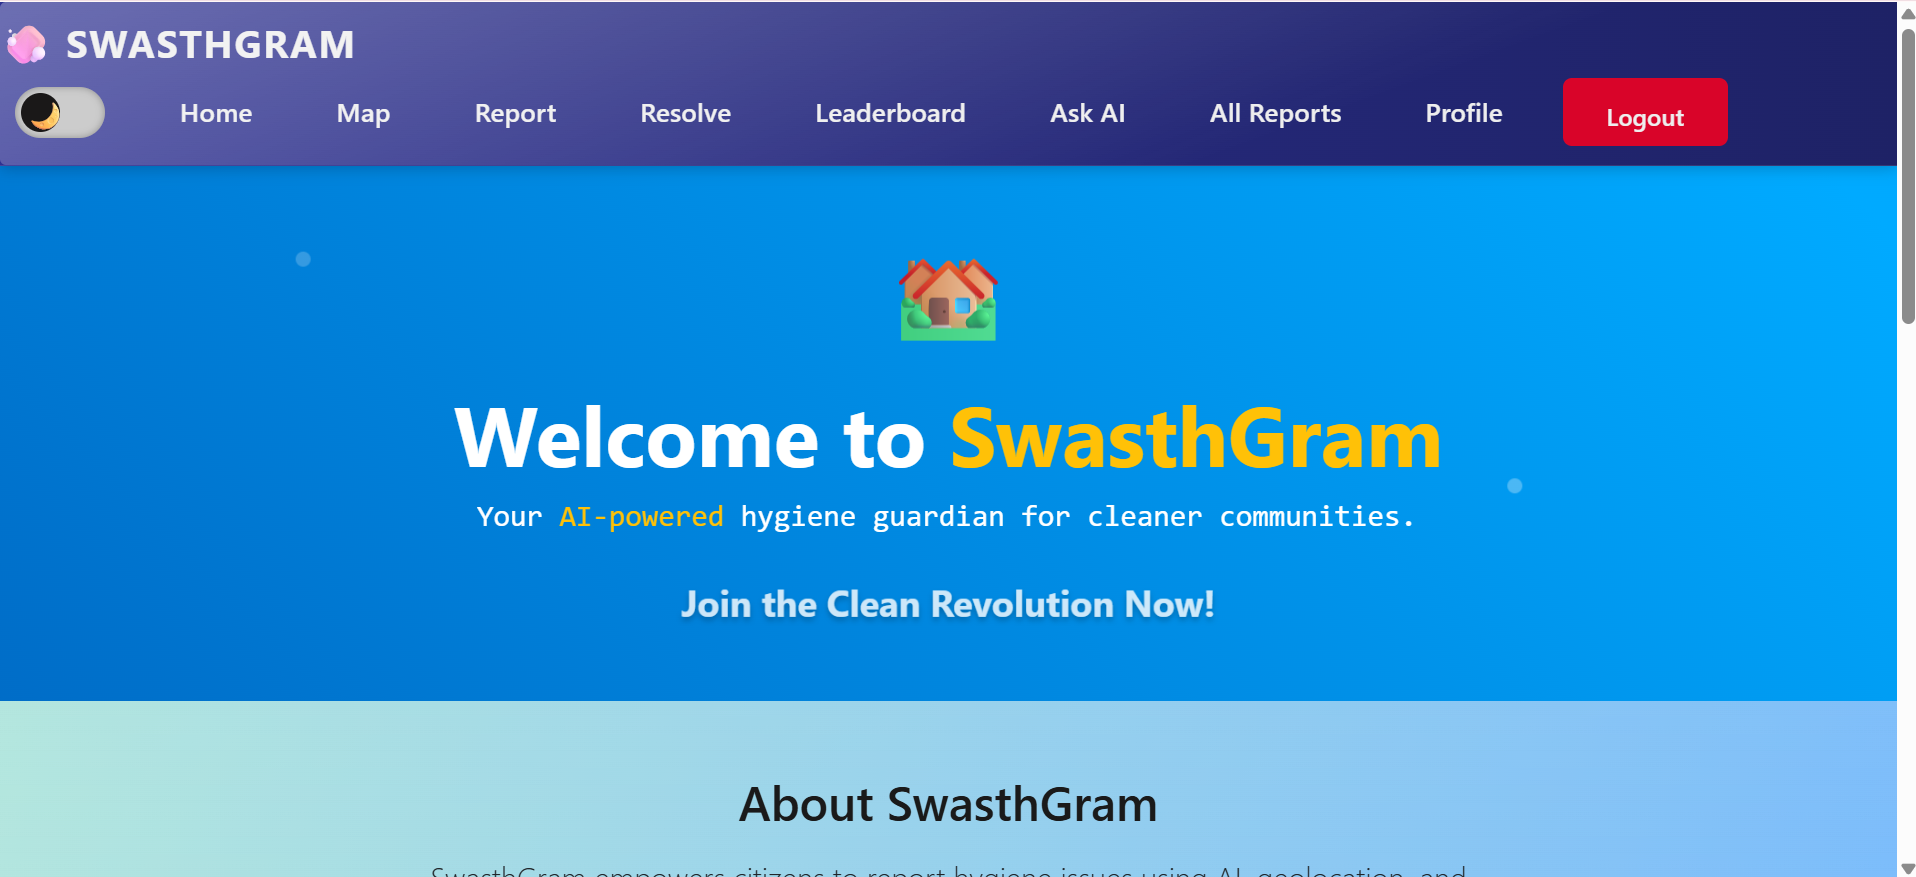 SWASTHGRAM
Home Map Report Resolve Leaderboard Ask AI All Reports Profile Logout
Welcome to SwasthGram
Your AI-powered hygiene guardian for cleaner communities.
Join the Clean Revolution Now!
About SwasthGram
SwasthGram empowers citizens to report hygiene issues using AI, geolocation, and